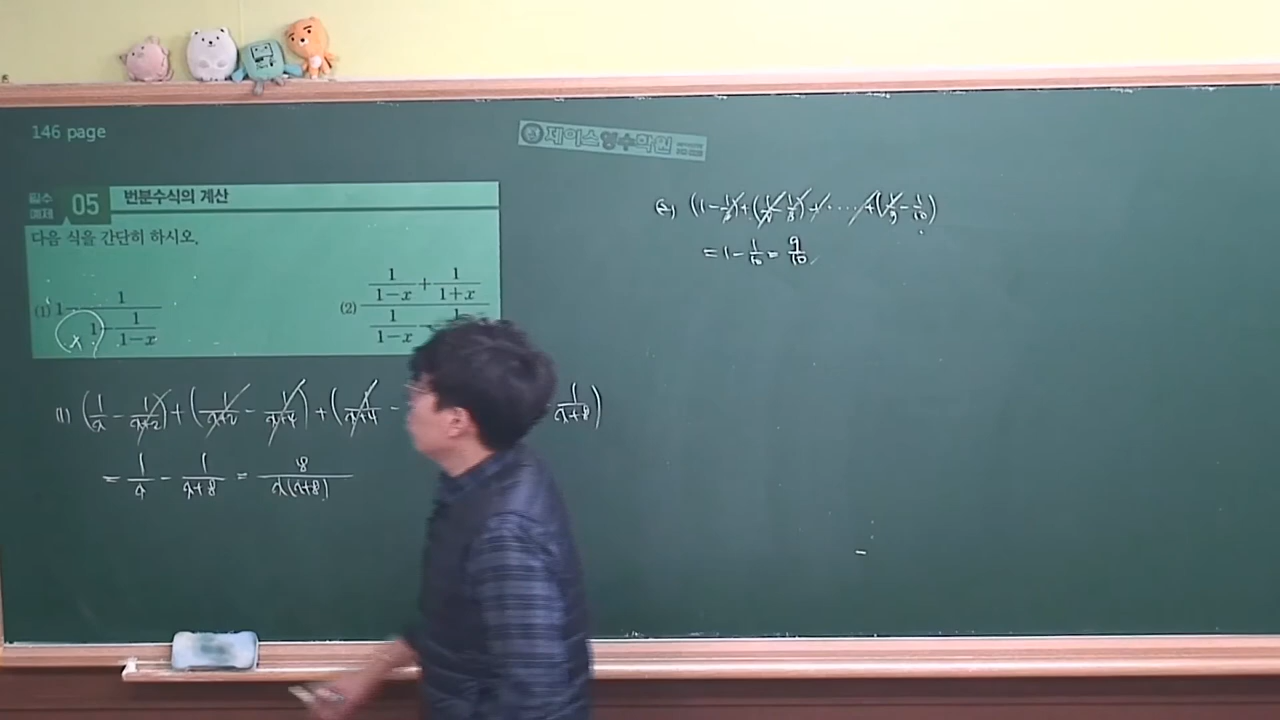 146 page
제이스영수학원
필수 예제 05 번분수식의 계산
다음 식을 간단히 하시오.
(1) 1 - 1/(1 - 1/(1-x))
x
(2) (1/(1-x) + 1/(1+x))/(1/(1-x) -
(1) (1/x - 1/(x+2)) + (1/(x+2) - 1/(x+4)) + (1/(x+4) - - 1/(x+8))
= 1/x - 1/(x+8) = 8/(x(x+8))
(2) (1 - 1/2) + (1/2 - 1/3) + ····· + (1/9 - 1/10)
= 1 - 1/10 = 9/10